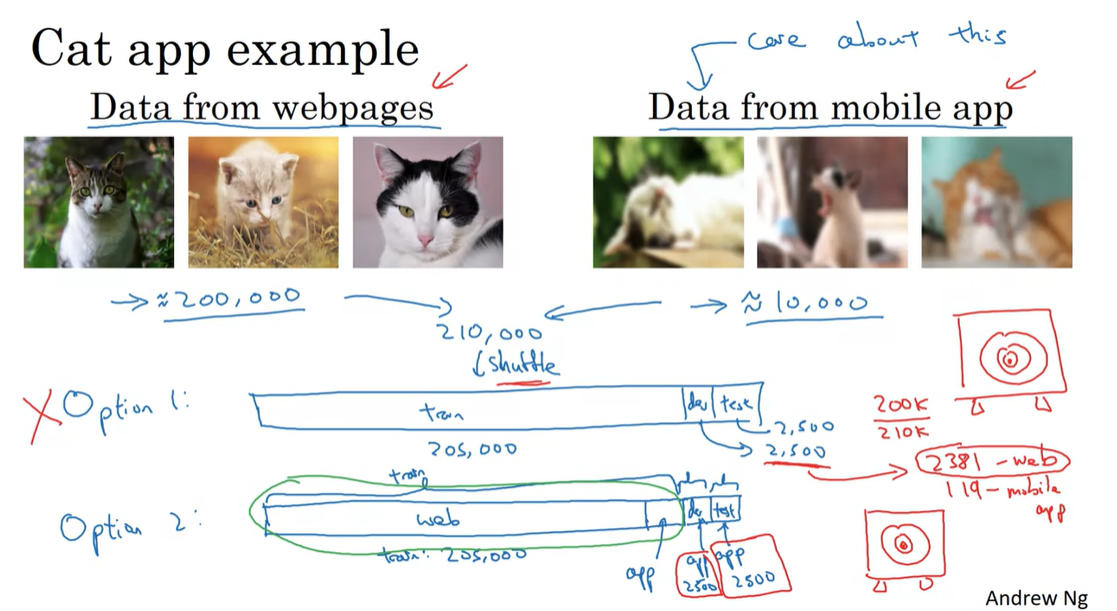 Cat app example
care about this
Data from webpages
Data from mobile app
→ ≈ 200,000
→ ≈ 10,000
210,000
↓ shuffle
X Option 1:
train
dev
test
205,000
2,500
2,500
200K
210K
2381 - web
119 - mobile
app
train
Option 2:
web
dev
test
train: 205,000
app
app
2500
app
2500
Andrew Ng